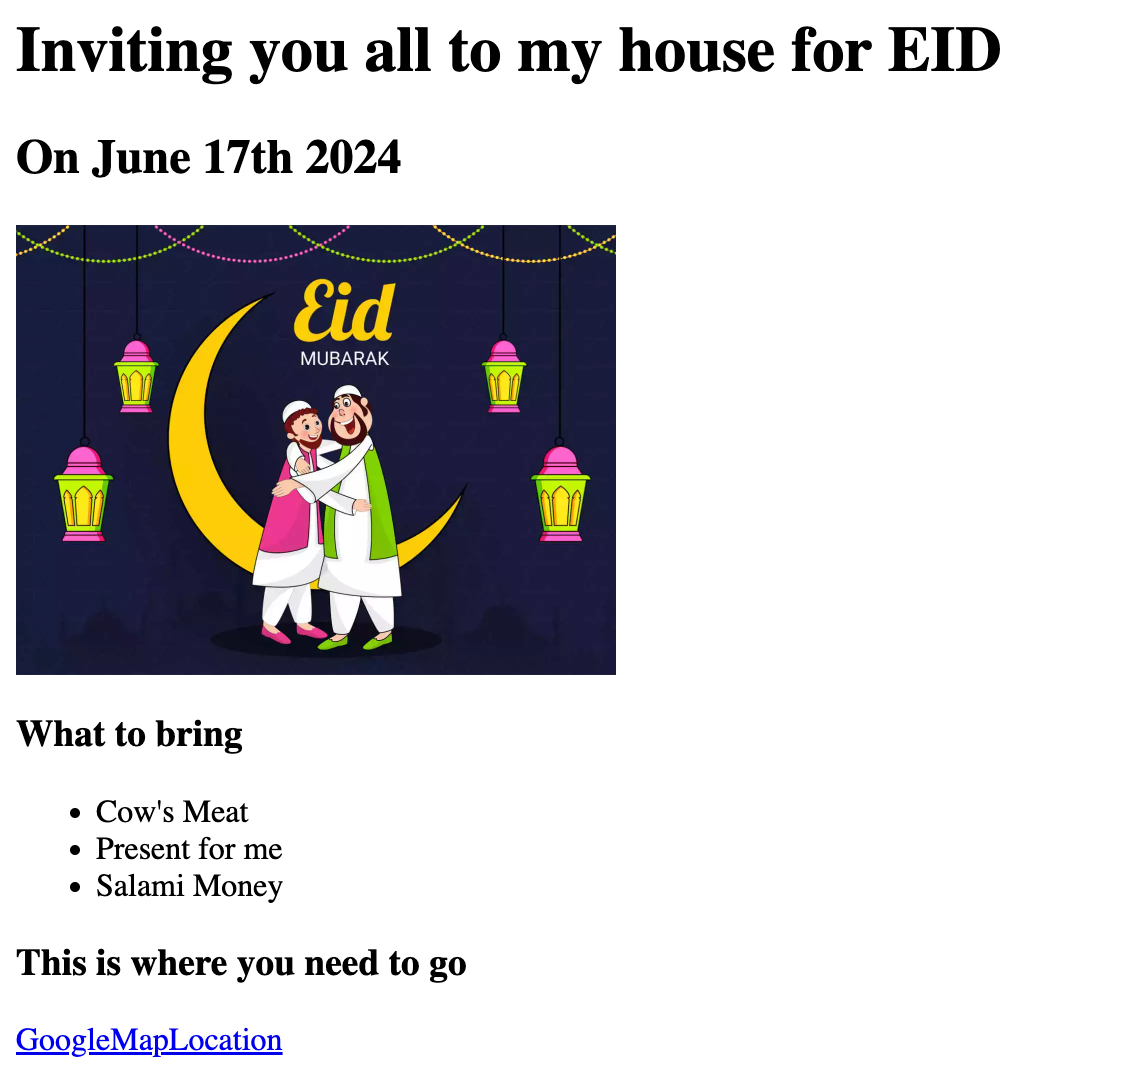 Inviting you all to my house for EID
On June 17th 2024
Eid
MUBARAK
What to bring
Cow's Meat
Present for me
Salami Money
This is where you need to go
GoogleMapLocation